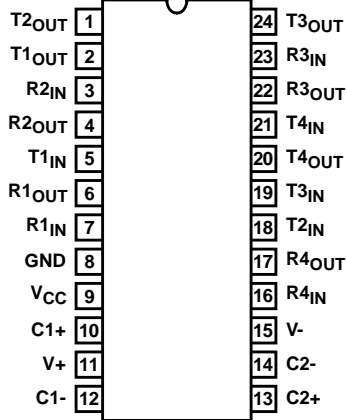 T2OUT 1 24 T3OUT
T1OUT 2 23 R3IN
R2IN 3 22 R3OUT
R2OUT 4 21 T4IN
T1IN 5 20 T4OUT
R1OUT 6 19 T3IN
R1IN 7 18 T2IN
GND 8 17 R4OUT
VCC 9 16 R4IN
C1+ 10 15 V-
V+ 11 14 C2-
C1- 12 13 C2+